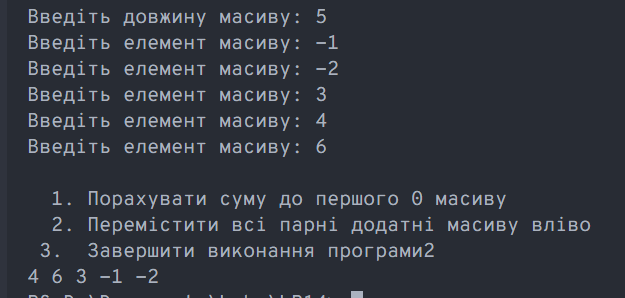 Введіть довжину масиву: 5
Введіть елемент масиву: -1
Введіть елемент масиву: -2
Введіть елемент масиву: 3
Введіть елемент масиву: 4
Введіть елемент масиву: 6
1. Порахувати суму до першого 0 масиву
2. Перемістити всі парні додатні масиву вліво
3.  Завершити виконання програми2
4 6 3 -1 -2